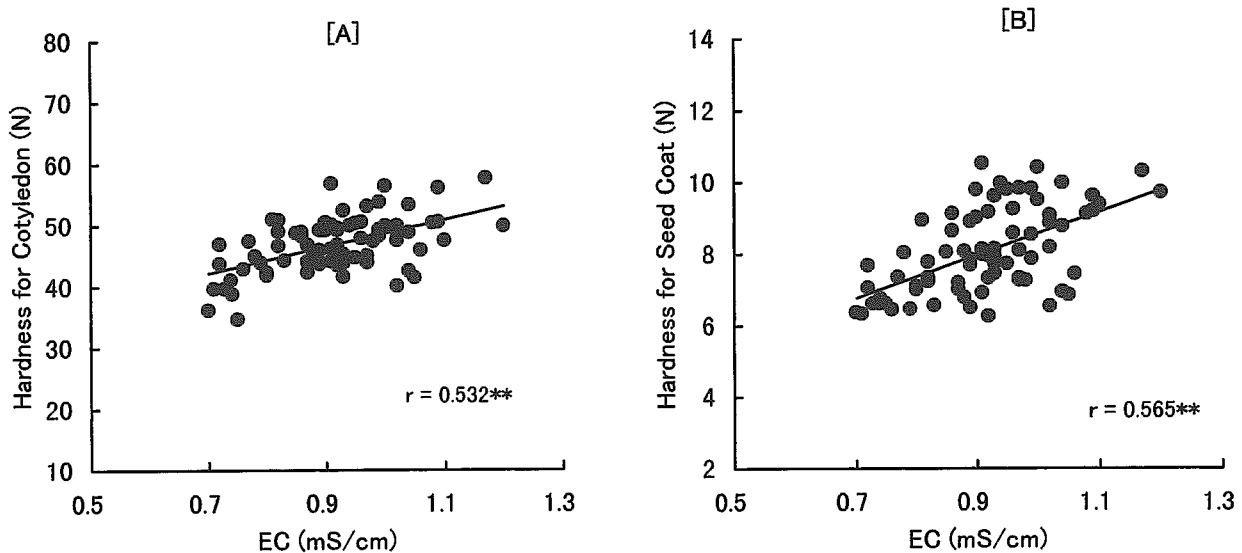 [A]
80
70
60
50
40
30
20
10
Hardness for Cotyledon (N)
r = 0.532**
0.5 0.7 0.9 1.1 1.3
EC (mS/cm)
[B]
14
12
10
8
6
4
2
Hardness for Seed Coat (N)
r = 0.565**
0.5 0.7 0.9 1.1 1.3
EC (mS/cm)